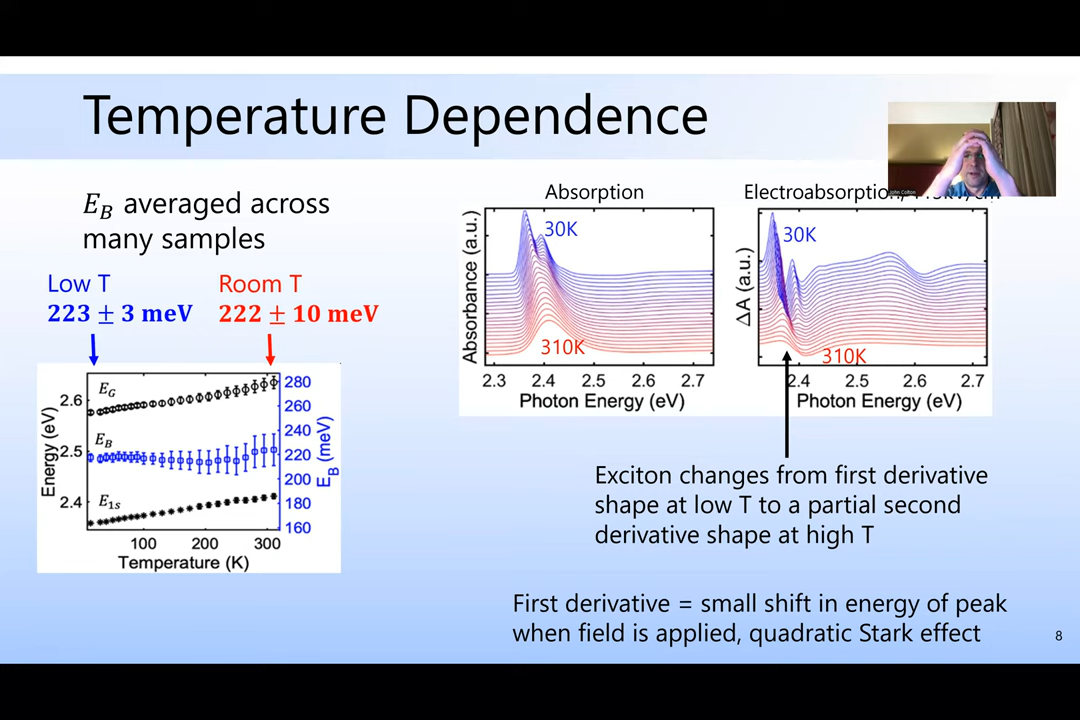 Temperature Dependence
John Colton
E_B averaged across
many samples
Low T
223 ± 3 meV
Room T
222 ± 10 meV
Energy (eV)
2.6
2.5
2.4
E_G
E_B
E_1s
280
260
240
220
200
180
160
E_B (meV)
100 200 300
Temperature (K)
Absorption
Absorbance (a.u.)
30K
310K
2.3 2.4 2.5 2.6 2.7
Photon Energy (eV)
Electroabsorption,
ΔA (a.u.)
30K
310K
2.4 2.5 2.6 2.7
Photon Energy (eV)
Exciton changes from first derivative
shape at low T to a partial second
derivative shape at high T
First derivative = small shift in energy of peak
when field is applied, quadratic Stark effect
8